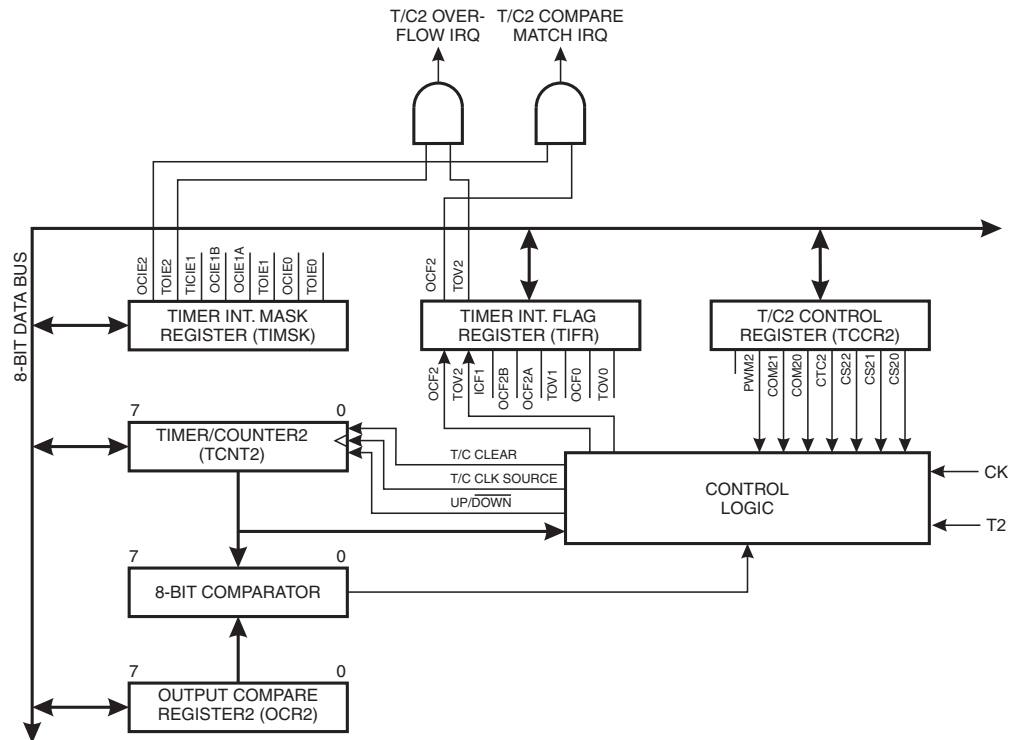 T/C2 OVER-
FLOW IRQ
T/C2 COMPARE
MATCH IRQ
8-BIT DATA BUS
OCIE2
TOIE2
TICIE1
OCIE1B
OCIE1A
TOIE1
OCIE0
TOIE0
OCF2
TOV2
TIMER INT. MASK
REGISTER (TIMSK)
TIMER INT. FLAG
REGISTER (TIFR)
T/C2 CONTROL
REGISTER (TCCR2)
OCF2
TOV2
ICF1
OCF2B
OCF2A
TOV1
OCF0
TOV0
PWM2
COM21
COM20
CTC2
CS22
CS21
CS20
7
0
TIMER/COUNTER2
(TCNT2)
T/C CLEAR
T/C CLK SOURCE
UP/DOWN
CONTROL
LOGIC
CK
T2
7
0
8-BIT COMPARATOR
7
0
OUTPUT COMPARE
REGISTER2 (OCR2)